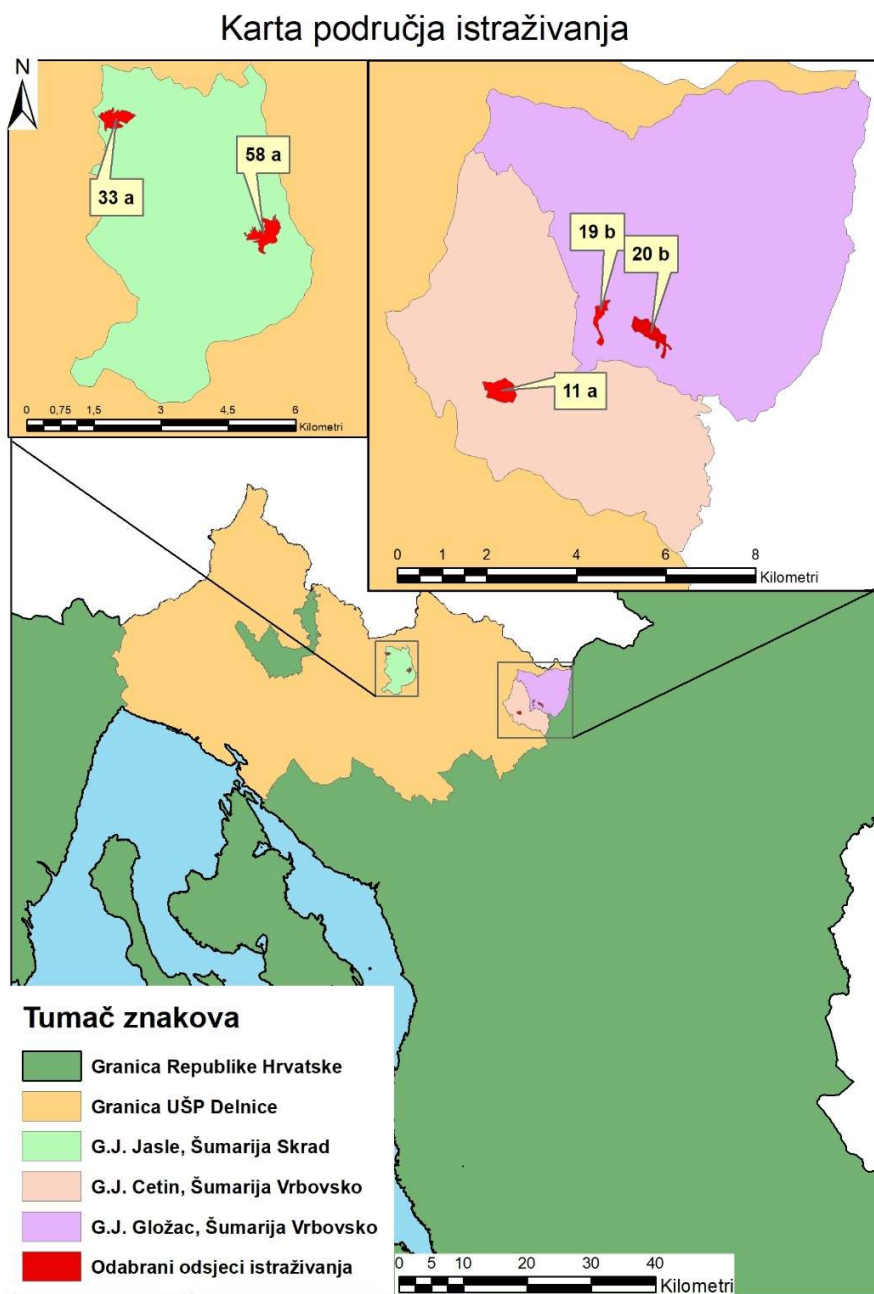 Karta područja istraživanja
N
33 a
58 a
0 0,75 1,5 3 4,5 6
Kilometri
19 b
20 b
11 a
0 1 2 4 6 8
Kilometri
Tumač znakova
Granica Republike Hrvatske
Granica UŠP Delnice
G.J. Jasle, Šumarija Skrad
G.J. Cetin, Šumarija Vrbovsko
G.J. Gložac, Šumarija Vrbovsko
Odabrani odsjeci istraživanja
0 5 10 20 30 40
Kilometri